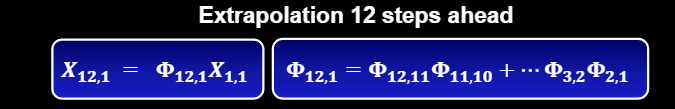 Extrapolation 12 steps ahead
X₁₂,₁ = Φ₁₂,₁X₁,₁
Φ₁₂,₁ = Φ₁₂,₁₁Φ₁₁,₁₀ + ⋯ Φ₃,₂Φ₂,₁